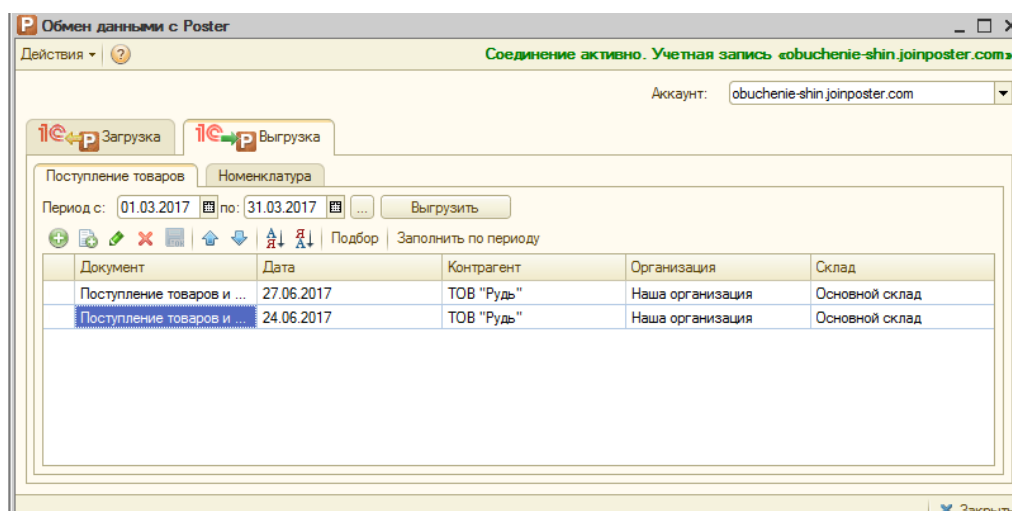 Обмен данными с Poster
Действия
Соединение активно. Учетная запись «obuchenie-shin.joinposter.com»
Аккаунт: obuchenie-shin.joinposter.com
Загрузка Выгрузка
Поступление товаров Номенклатура
Период с: 01.03.2017 по: 31.03.2017 ... Выгрузить
Подбор Заполнить по периоду
Документ Дата Контрагент Организация Склад
Поступление товаров и ... 27.06.2017 ТОВ "Рудь" Наша организация Основной склад
Поступление товаров и ... 24.06.2017 ТОВ "Рудь" Наша организация Основной склад
Закрыть